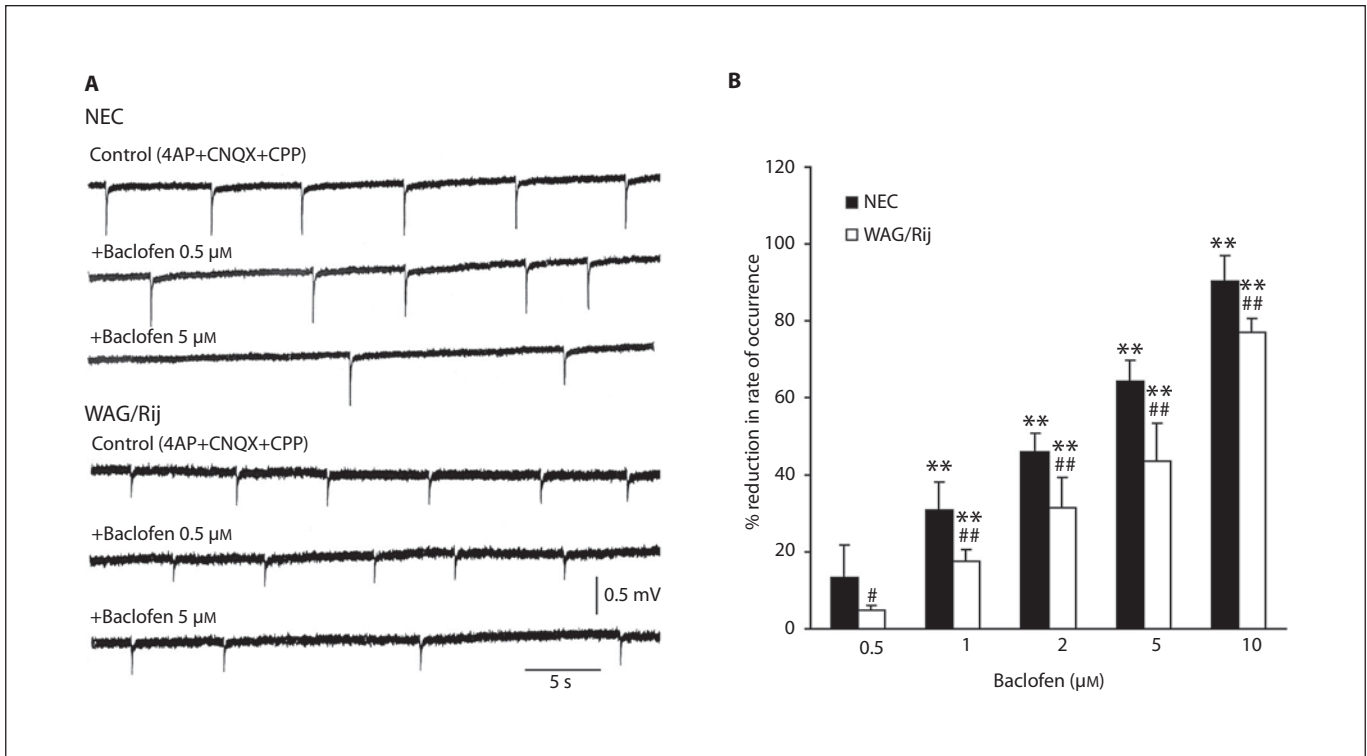 A
NEC
Control (4AP+CNQX+CPP)
+Baclofen 0.5 µM
+Baclofen 5 µM
WAG/Rij
Control (4AP+CNQX+CPP)
+Baclofen 0.5 µM
0.5 mV
+Baclofen 5 µM
5 s
B
120
100
80
60
40
20
0
% reduction in rate of occurrence
NEC
WAG/Rij
#
**
**
##
**
**
##
**
**
##
**
**
##
0.5 1 2 5 10
Baclofen (µM)